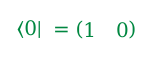 ⟨0| = (1 0)